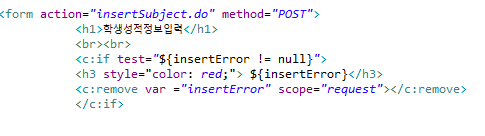 <form action="insertSubject.do" method="POST">
<h1>학생성적정보입력</h1>
<br><br>
<c:if test="${insertError != null}">
<h3 style="color: red;"> ${insertError}</h3>
<c:remove var ="insertError" scope="request"></c:remove>
</c:if>